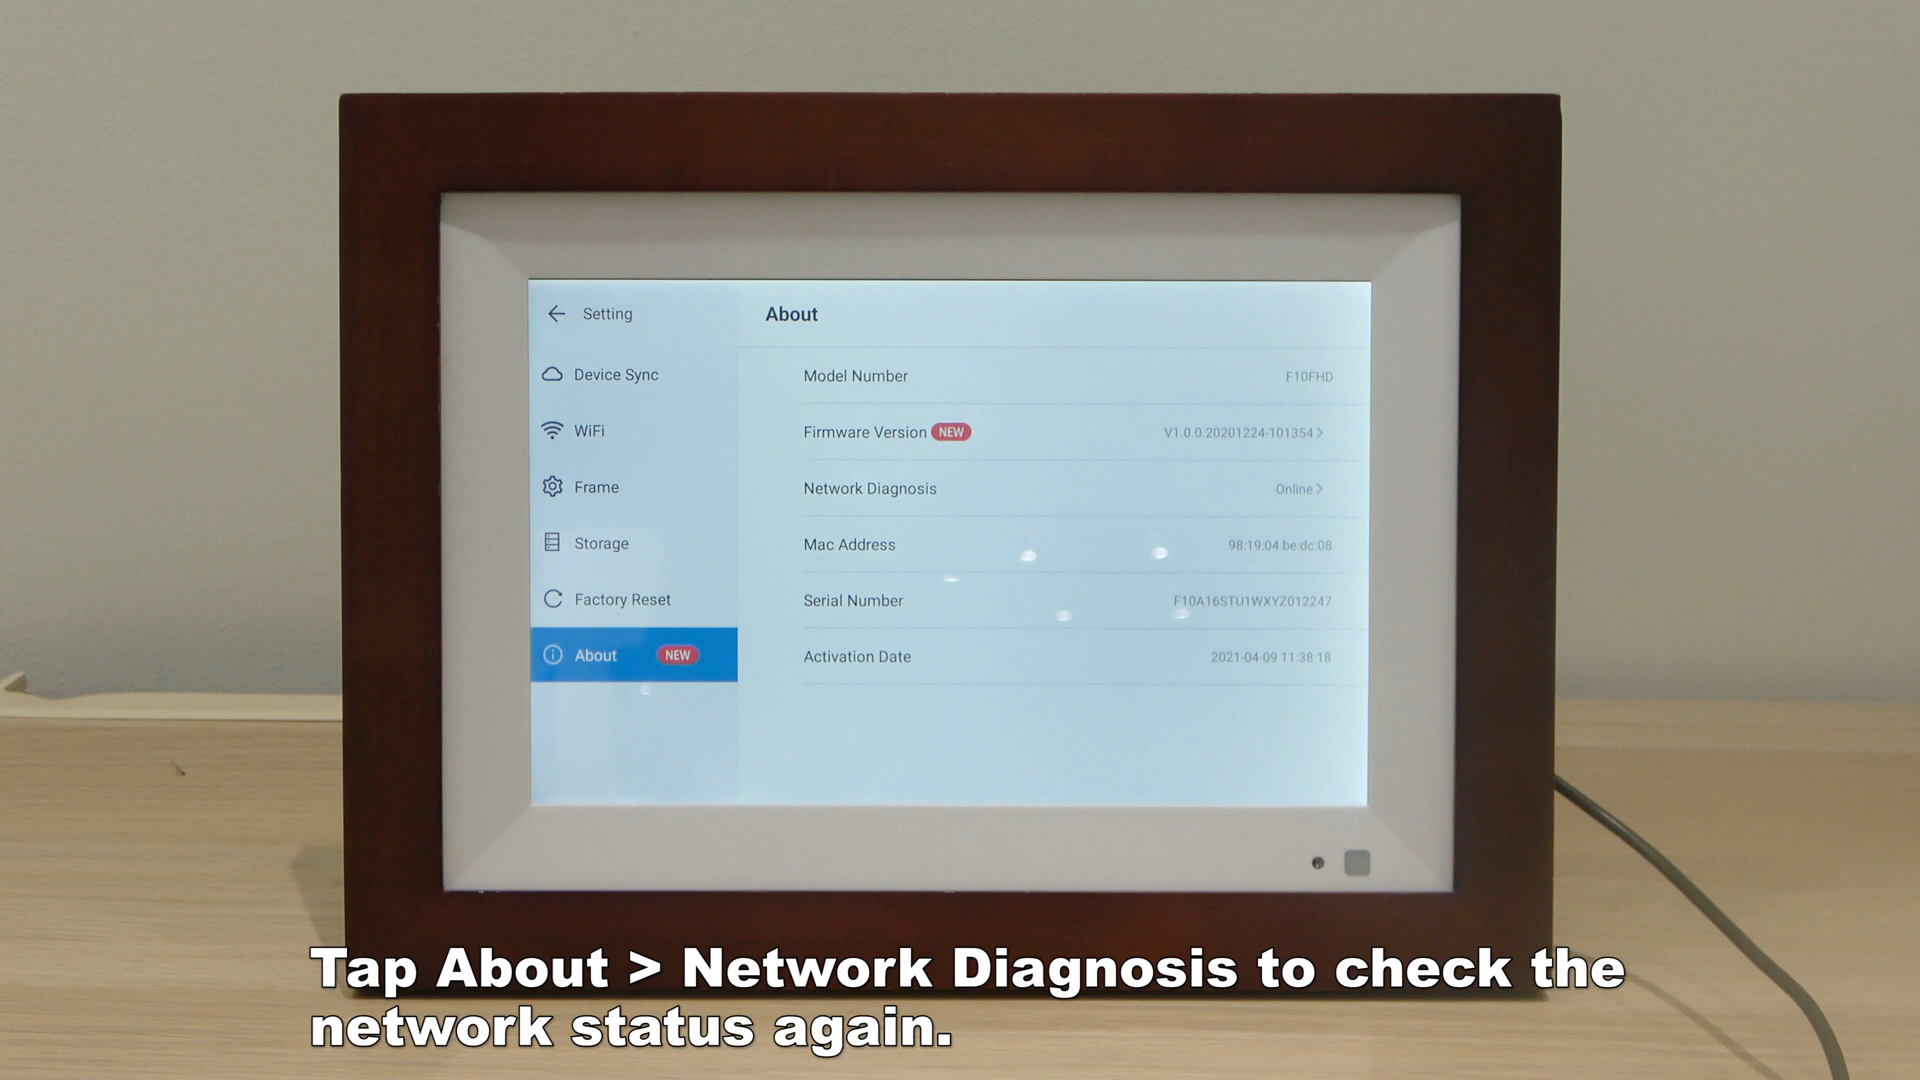 Setting
Device Sync
WiFi
Frame
Storage
Factory Reset
About NEW
About
Model Number F10FHD
Firmware Version NEW V1.0.0.20201224-101354 >
Network Diagnosis Online >
Mac Address 98:19:04:be:dc:08
Serial Number F10A16STU1WXYZ012247
Activation Date 2021-04-09 11:38:18
Tap About > Network Diagnosis to check the
network status again.